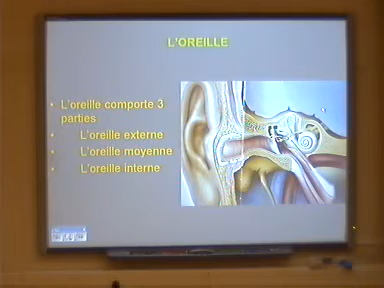 L'OREILLE
• L'oreille comporte 3
parties
• L'oreille externe
• L'oreille moyenne
• L'oreille interne